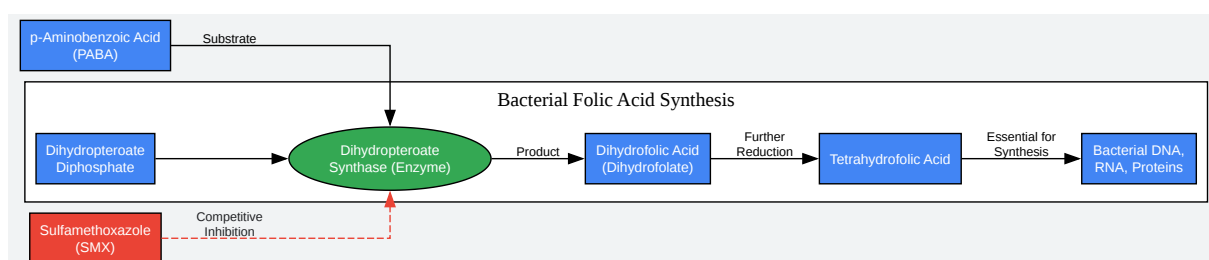 p-Aminobenzoic Acid
(PABA)
Substrate
Bacterial Folic Acid Synthesis
Dihydropteroate
Diphosphate
Dihydropteroate
Synthase (Enzyme)
Product
Dihydrofolic Acid
(Dihydrofolate)
Further
Reduction
Tetrahydrofolic Acid
Essential for
Synthesis
Bacterial DNA,
RNA, Proteins
Sulfamethoxazole
(SMX)
Competitive
Inhibition